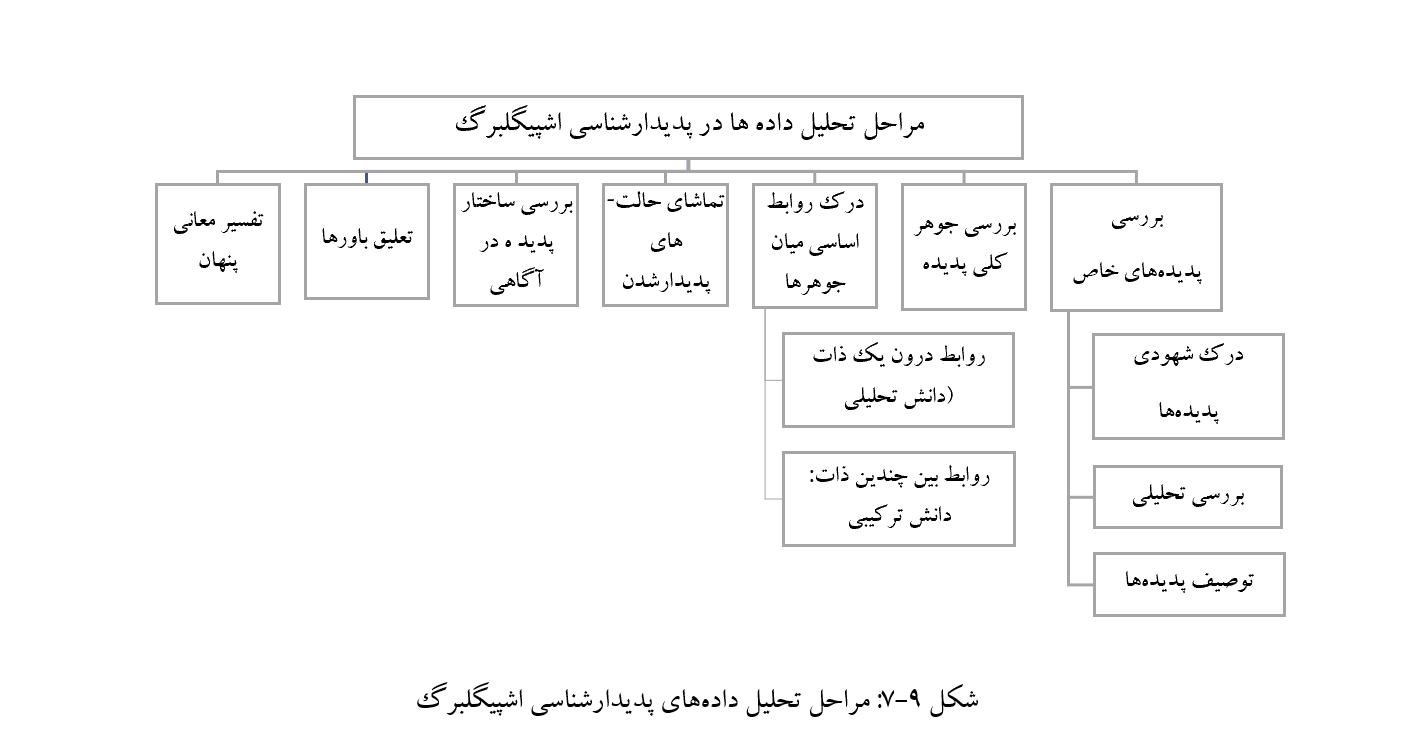 مراحل تحلیل داده ها در پدیدارشناسی اشپیگلبرگ
بررسی
پدیده‌های خاص
درک شهودی
پدیده‌ها
بررسی تحلیلی
توصیف پدیده‌ها
بررسی جوهر
کلی پدیده
درک روابط
اساسی میان
جوهرها
روابط درون یک ذات
(دانش تحلیلی
روابط بین چندین ذات:
دانش ترکیبی
تماشای حالت-
های
پدیدارشدن
بررسی ساختار
پدید ه در
آگاهی
تعلیق باورها
تفسیر معانی
پنهان
شکل ۹-۷: مراحل تحلیل داده‌های پدیدارشناسی اشپیگلبرگ